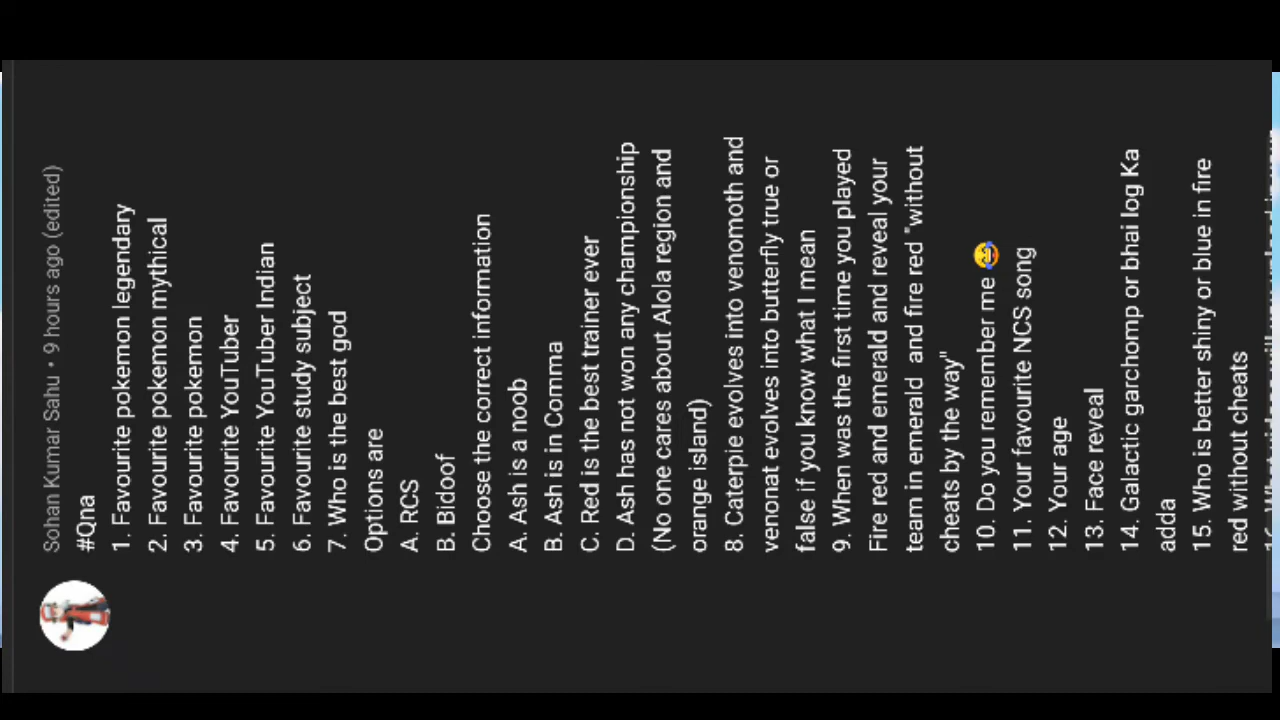 Sohan Kumar Sahu • 9 hours ago (edited)
#Qna
1. Favourite pokemon legendary
2. Favourite pokemon mythical
3. Favourite pokemon
4. Favourite YouTuber
5. Favourite YouTuber Indian
6. Favourite study subject
7. Who is the best god
Options are
A. RCS
B. Bidoof
Choose the correct information
A. Ash is a noob
B. Ash is in Comma
C. Red is the best trainer ever
D. Ash has not won any championship
(No one cares about Alola region and
orange island)
8. Caterpie evolves into venomoth and
venonat evolves into butterfly true or
false if you know what I mean
9. When was the first time you played
Fire red and emerald and reveal your
team in emerald and fire red "without
cheats by the way"
10. Do you remember me 😂
11. Your favourite NCS song
12. Your age
13. Face reveal
14. Galactic garchomp or bhai log Ka
adda
15. Who is better shiny or blue in fire
red without cheats